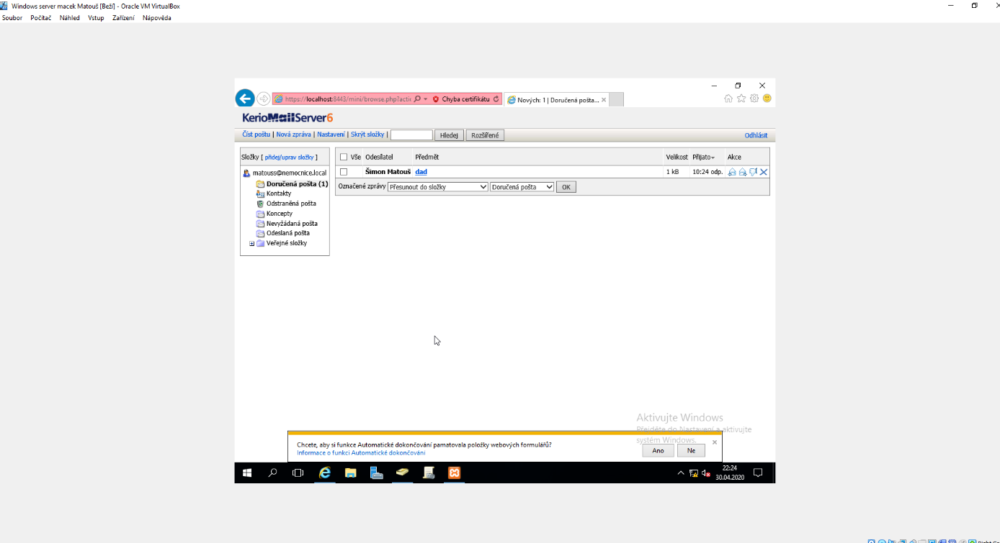 Windows server macek Matouš [Beží] - Oracle VM VirtualBox
Soubor Počítač Náhled Vstup Zařízení Nápověda
https://localhost:8443/mini/browse.php?actic Chyba certifikátu Nových: 1 | Doručená pošta...
KerioMailServer6
Číst poštu | Nová zpráva | Nastavení | Skrýt složky | Hledej Rozšířené Odhlásit
Složky [ přidej/uprav složky ]
matouss@nemocnice.local
Doručená pošta (1)
Kontakty
Odstraněná pošta
Koncepty
Nevyžádaná pošta
Odeslaná pošta
Veřejné složky
Vše Odesílatel Předmět Velikost Přijato Akce
Šimon Matouš dad 1 kB 10:24 odp.
Označené zprávy Přesunout do složky Doručená pošta OK
Aktivujte Windows
Přejděte do Nastavení a aktivujte
systém Windows.
Chcete, aby si funkce Automatické dokončování pamatovala položky webových formulářů?
Informace o funkci Automatické dokončování
Ano Ne
22:24
30.04.2020